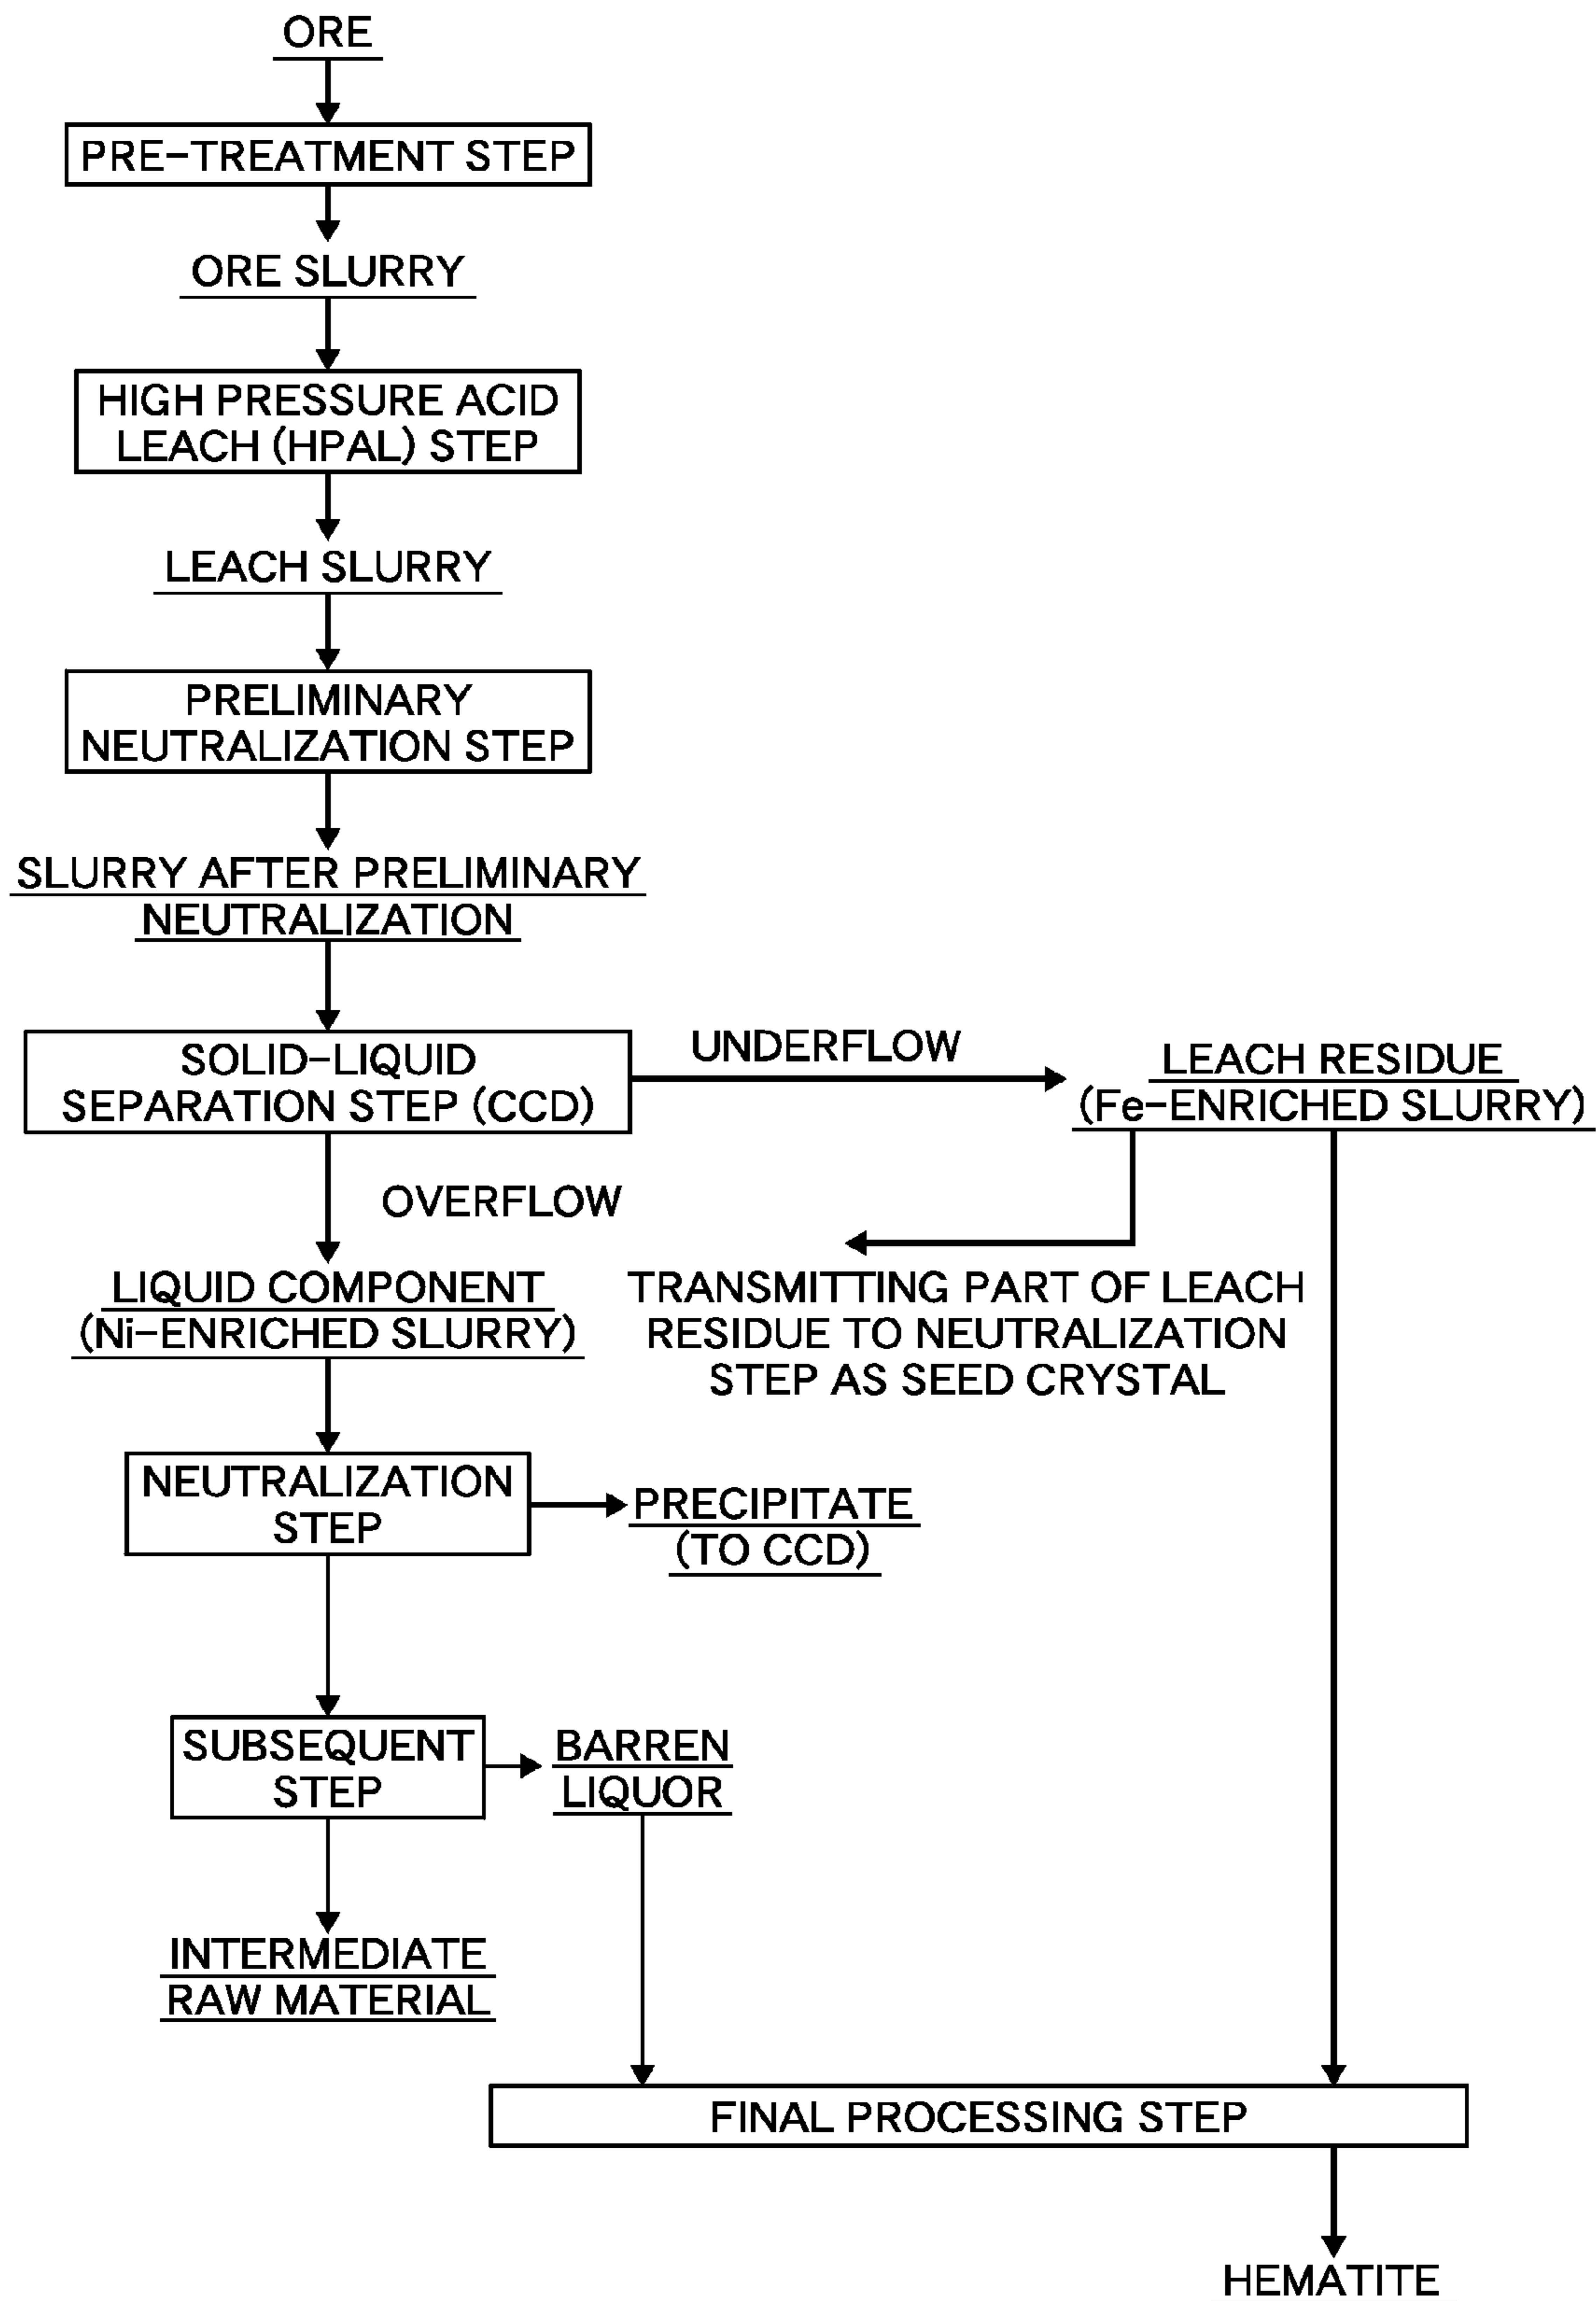 ORE
PRE-TREATMENT STEP
ORE SLURRY
HIGH PRESSURE ACID
LEACH (HPAL) STEP
LEACH SLURRY
PRELIMINARY
NEUTRALIZATION STEP
SLURRY AFTER PRELIMINARY
NEUTRALIZATION
SOLID-LIQUID
SEPARATION STEP (CCD)
UNDERFLOW
LEACH RESIDUE
(Fe-ENRICHED SLURRY)
OVERFLOW
LIQUID COMPONENT
(Ni-ENRICHED SLURRY)
TRANSMITTING PART OF LEACH
RESIDUE TO NEUTRALIZATION
STEP AS SEED CRYSTAL
NEUTRALIZATION
STEP
PRECIPITATE
(TO CCD)
SUBSEQUENT
STEP
BARREN
LIQUOR
INTERMEDIATE
RAW MATERIAL
FINAL PROCESSING STEP
HEMATITE